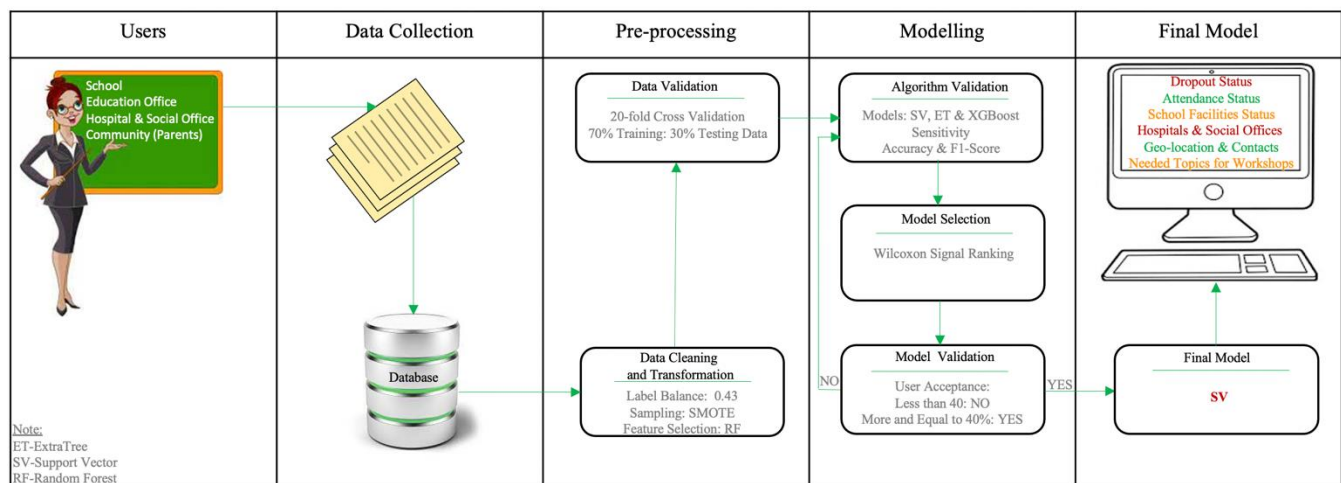 Users
Data Collection
Pre-processing
Modelling
Final Model
School
Education Office
Hospital & Social Office
Community (Parents)
Database
Note:
ET-ExtraTree
SV-Support Vector
RF-Random Forest
Data Validation
20-fold Cross Validation
70% Training: 30% Testing Data
Data Cleaning
and Transformation
Label Balance: 0.43
Sampling: SMOTE
Feature Selection: RF
Algorithm Validation
Models: SV, ET & XGBoost
Sensitivity
Accuracy & F1-Score
Model Selection
Wilcoxon Signal Ranking
Model Validation
User Acceptance:
Less than 40: NO
More and Equal to 40%: YES
NO
YES
Dropout Status
Attendance Status
School Facilities Status
Hospitals & Social Offices
Geo-location & Contacts
Needed Topics for Workshops
Final Model
SV